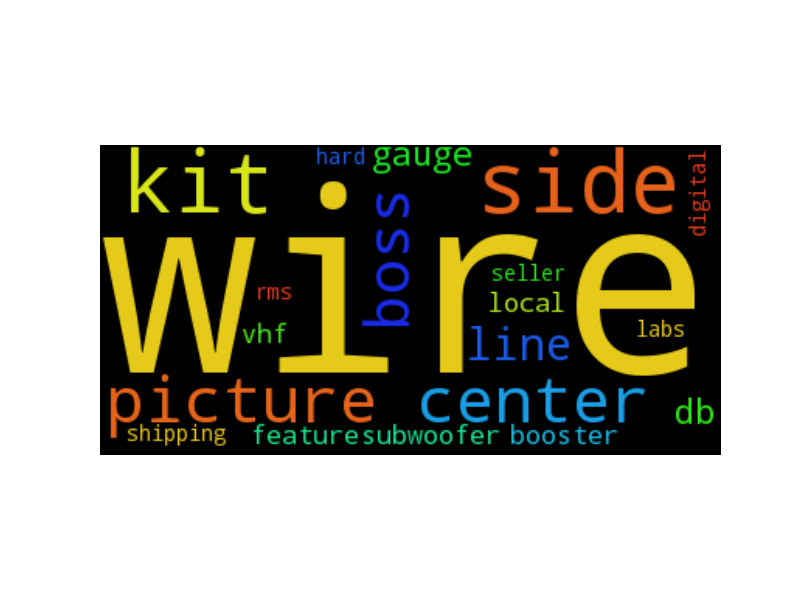 hard gauge
kit side
digital
boss
wire
seller
rms local
vhf line labs
picture center db
shipping feature subwoofer booster